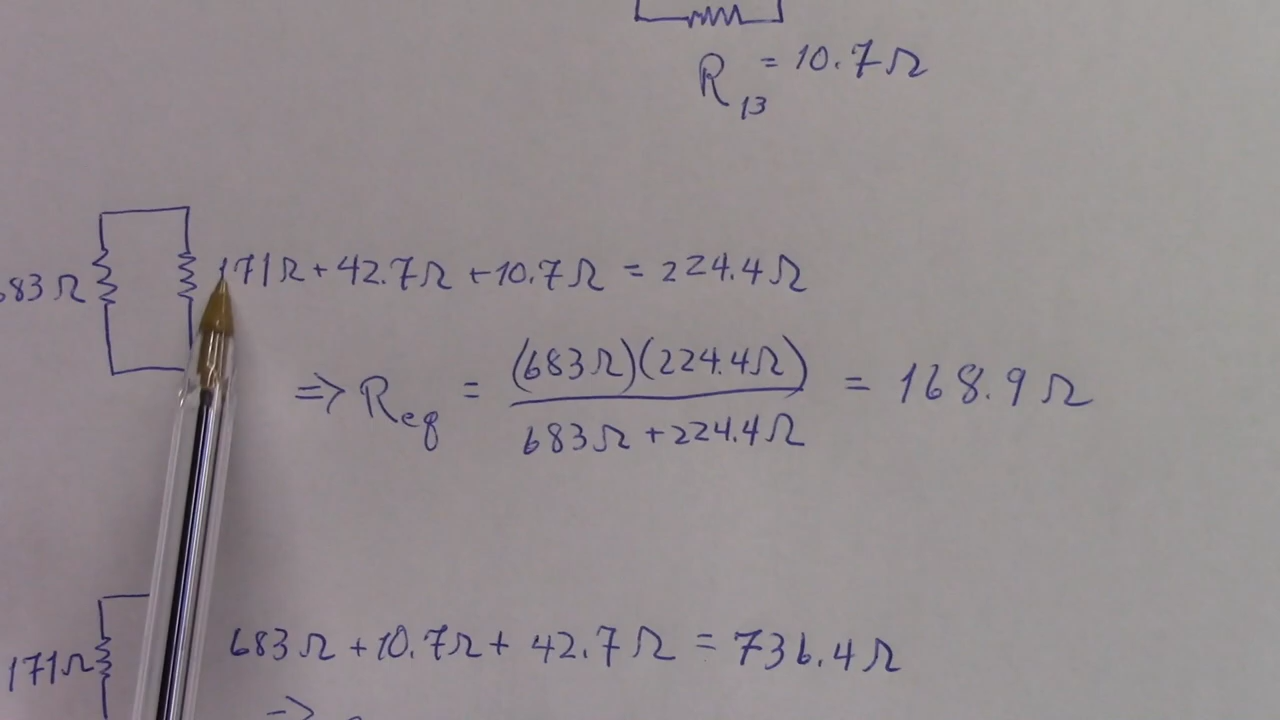 R₁₃ = 10.7Ω
683Ω 171Ω + 42.7Ω + 10.7Ω = 224.4Ω
=> Req = (683Ω)(224.4Ω) / 683Ω + 224.4Ω = 168.9Ω
171Ω 683Ω + 10.7Ω + 42.7Ω = 736.4Ω
=>